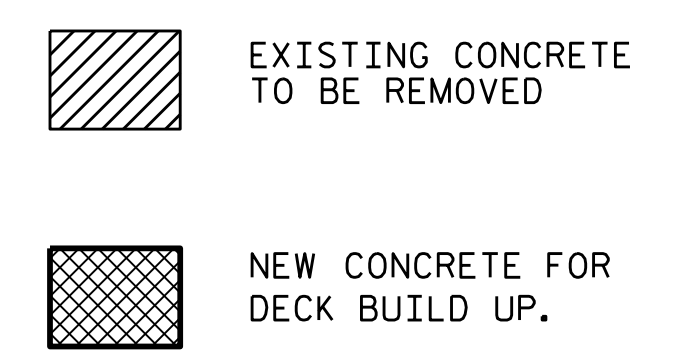 EXISTING CONCRETE
TO BE REMOVED
NEW CONCRETE FOR
DECK BUILD UP.